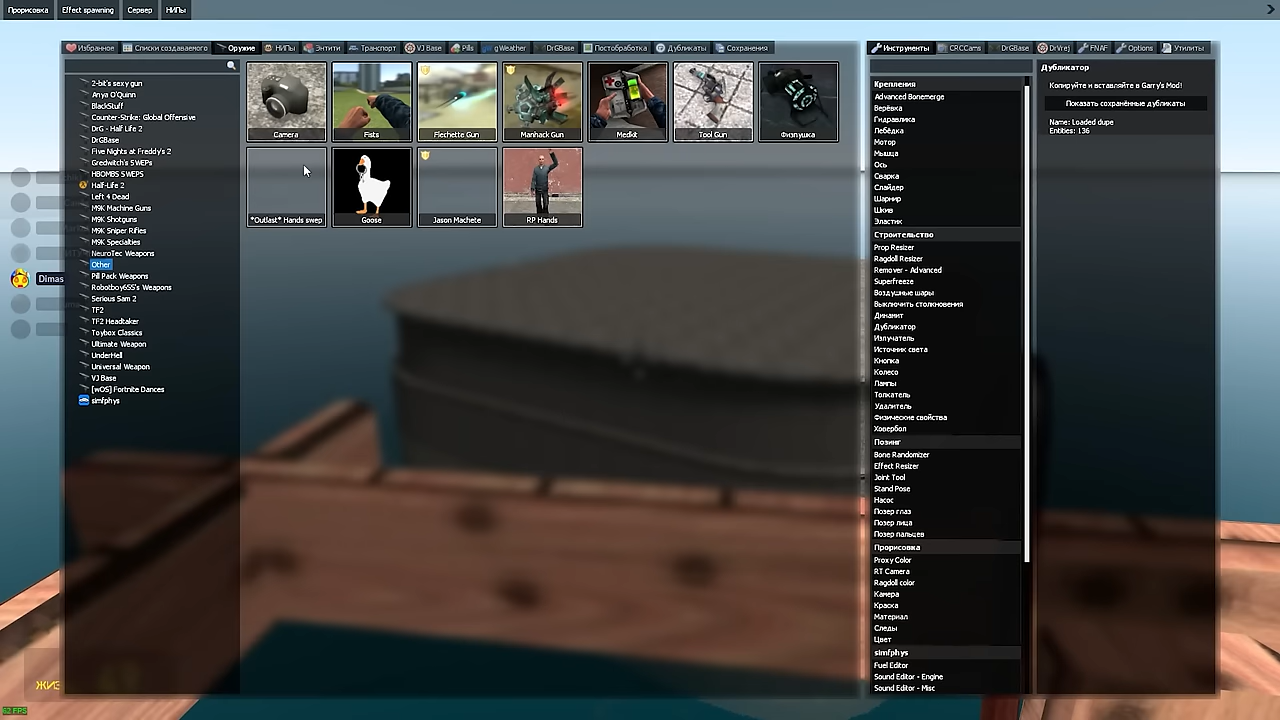 Прорисовка Effect spawning Сервер НИПы
Избранное Списки создаваемого Оружие НИПы Энтити Транспорт VJ Base Pills gWeather DrGBase Постобработка Дубликаты Сохранения
2-bit's sexy gun
Anya O'Quinn
BlackStuff
Counter-Strike: Global Offensive
DrG - Half Life 2
DrGBase
Five Nights at Freddy's 2
Gredwitch's SWEPs
HBOMBS SWEPS
Half-Life 2
Left 4 Dead
M9K Machine Guns
M9K Shotguns
M9K Sniper Rifles
M9K Specialties
NeuroTec Weapons
Other
Pill Pack Weapons
Robotboy655's Weapons
Serious Sam 2
TF2
TF2 Headtaker
Toybox Classics
Ultimate Weapon
UnderHell
Universal Weapon
VJ Base
[wOS] Fortnite Dances
simfphys
Dimas
Camera Fists Flechette Gun Manhack Gun Medkit Tool Gun Физпушка
*Outlast* Hands swep Goose Jason Machete RP Hands
Инструменты CRCCams DrGBase DrVrej FNAF Options Утилиты
Крепления
Advanced Bonemerge
Верёвка
Гидравлика
Лебёдка
Мотор
Мышца
Ось
Сварка
Слайдер
Шарнир
Шкив
Эластик
Строительство
Prop Resizer
Ragdoll Resizer
Remover - Advanced
Superfreeze
Воздушные шары
Выключить столкновения
Динамит
Дубликатор
Излучатель
Источник света
Кнопка
Колесо
Лампы
Толкатель
Удалитель
Физические свойства
Ховербол
Позинг
Bone Randomizer
Effect Resizer
Joint Tool
Stand Pose
Насос
Позер глаз
Позер лица
Позер пальцев
Прорисовка
Proxy Color
RT Camera
Ragdoll color
Камера
Краска
Материал
Следы
Цвет
simfphys
Fuel Editor
Sound Editor - Engine
Sound Editor - Misc
Дубликатор
Копируйте и вставляйте в Garry's Mod!
Показать сохранённые дубликаты
Name: Loaded dupe
Entities: 136
62 FPS